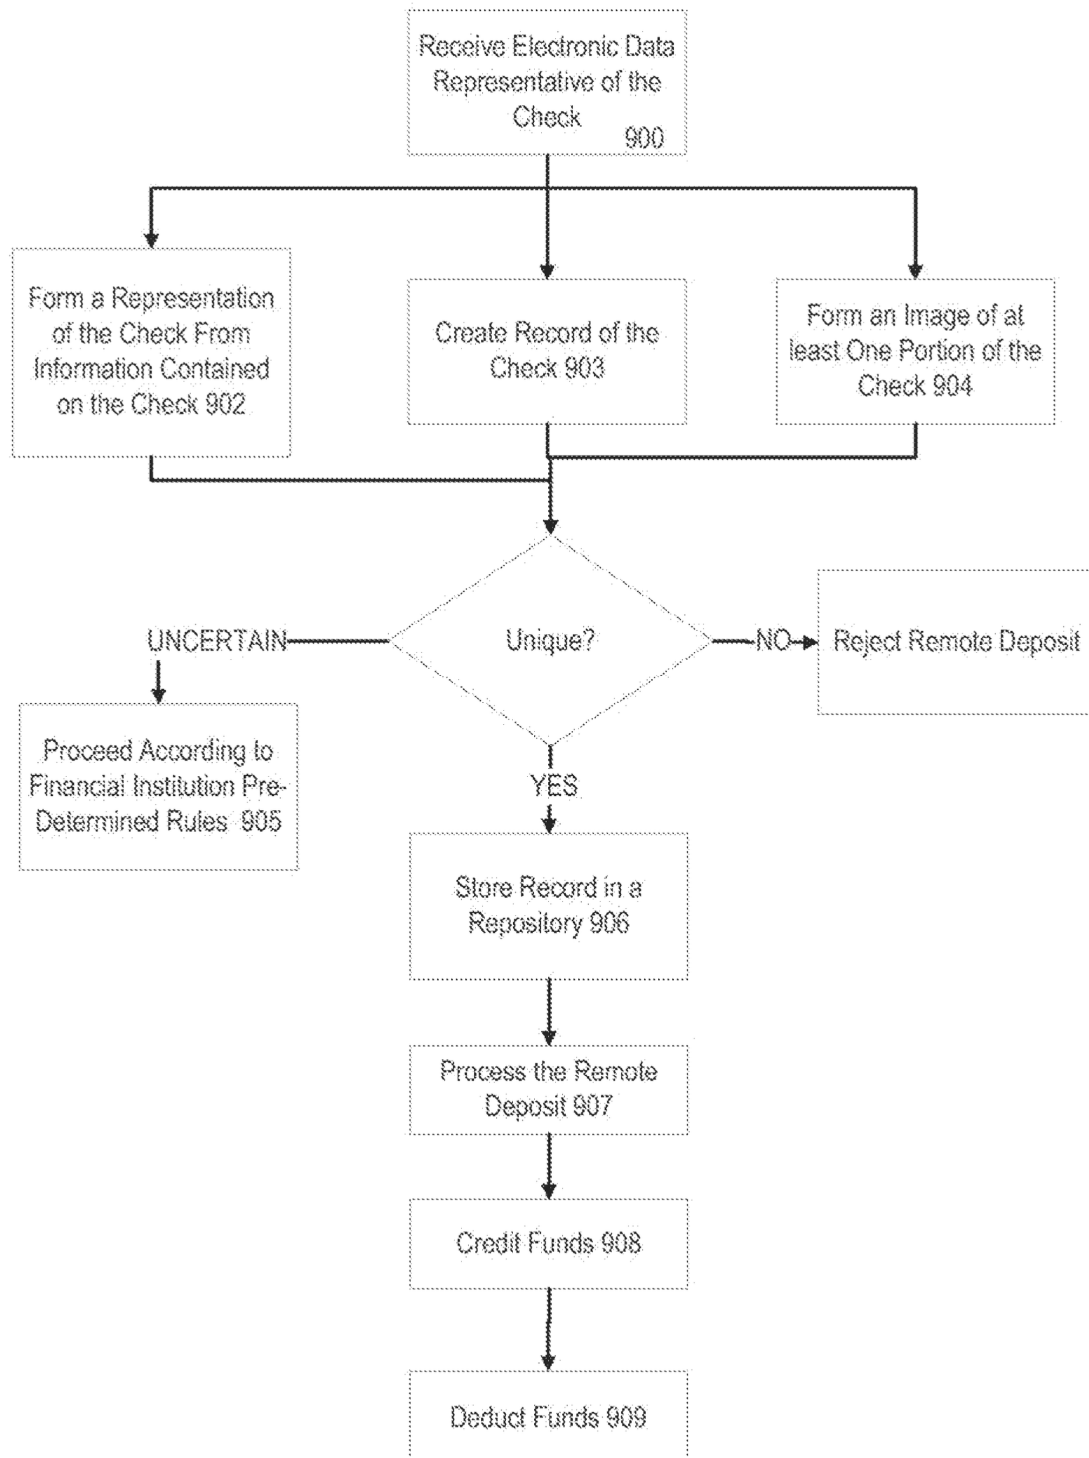 Receive Electronic Data
Representative of the
Check
900
Form a Representation
of the Check From
Information Contained
on the Check 902
Create Record of the
Check 903
Form an Image of at
least One Portion of the
Check 904
Unique?
UNCERTAIN
NO
Reject Remote Deposit
Proceed According to
Financial Institution Pre-
Determined Rules 905
YES
Store Record in a
Repository 906
Process the Remote
Deposit 907
Credit Funds 908
Deduct Funds 909